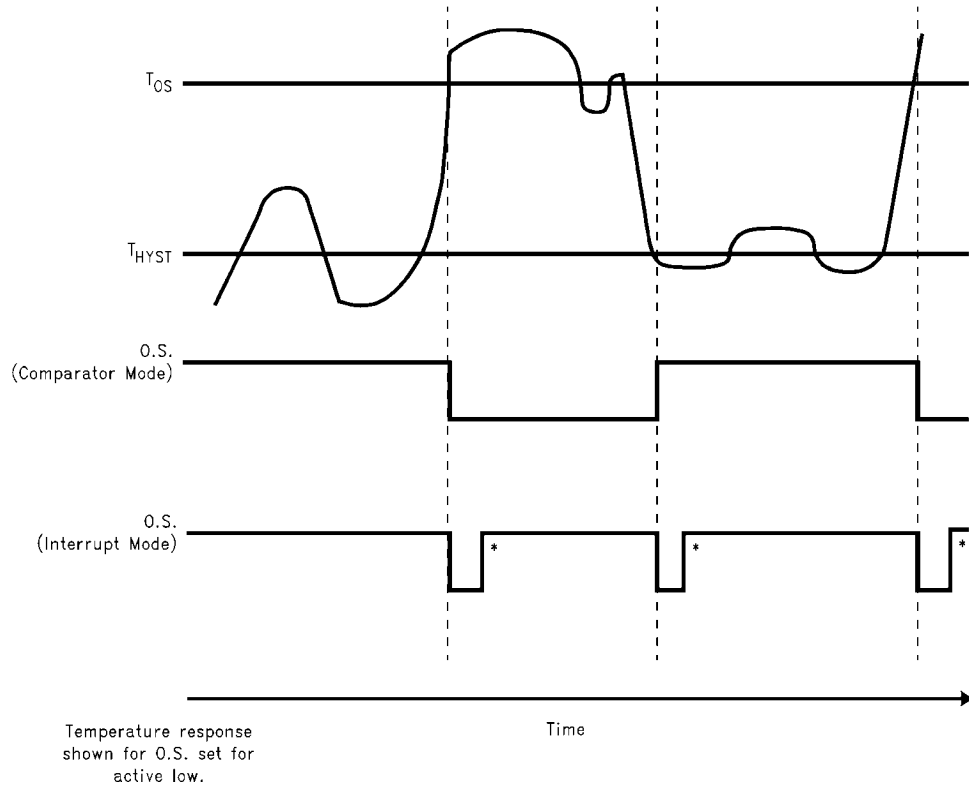 T_OS
T_HYST
O.S.
(Comparator Mode)
O.S.
(Interrupt Mode)
* * *
Time
Temperature response
shown for O.S. set for
active low.